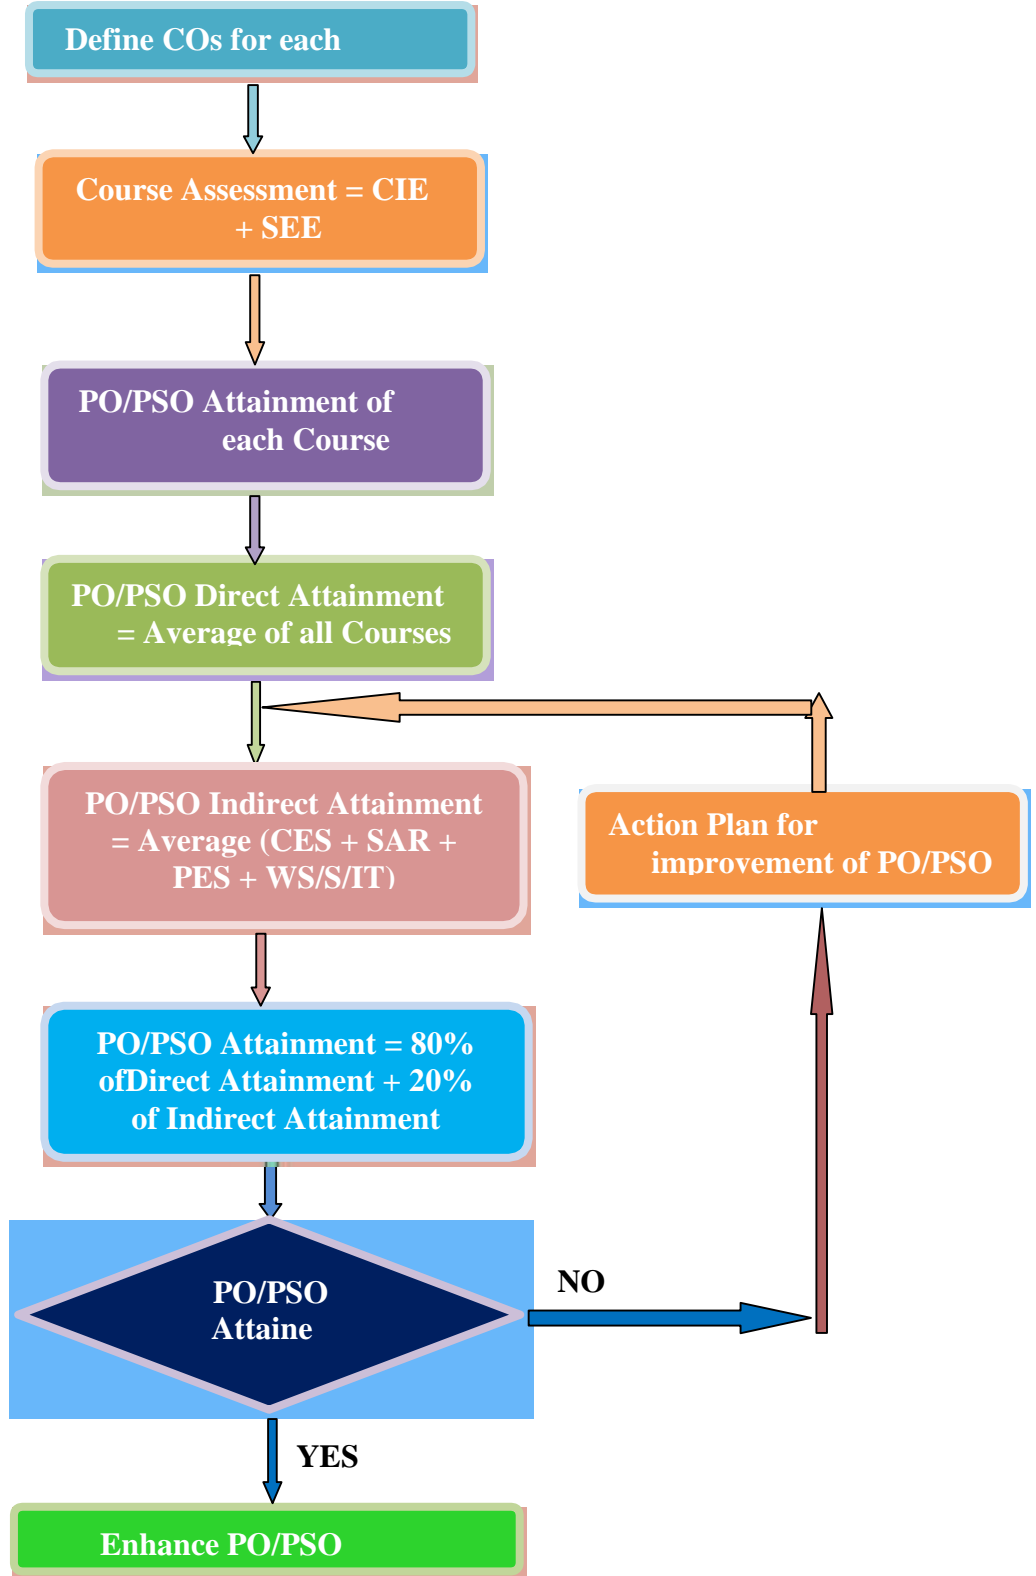 Define COs for each
Course Assessment = CIE
+ SEE
PO/PSO Attainment of
each Course
PO/PSO Direct Attainment
= Average of all Courses
PO/PSO Indirect Attainment
= Average (CES + SAR +
PES + WS/S/IT)
Action Plan for
improvement of PO/PSO
PO/PSO Attainment = 80%
ofDirect Attainment + 20%
of Indirect Attainment
PO/PSO
Attaine
NO
YES
Enhance PO/PSO